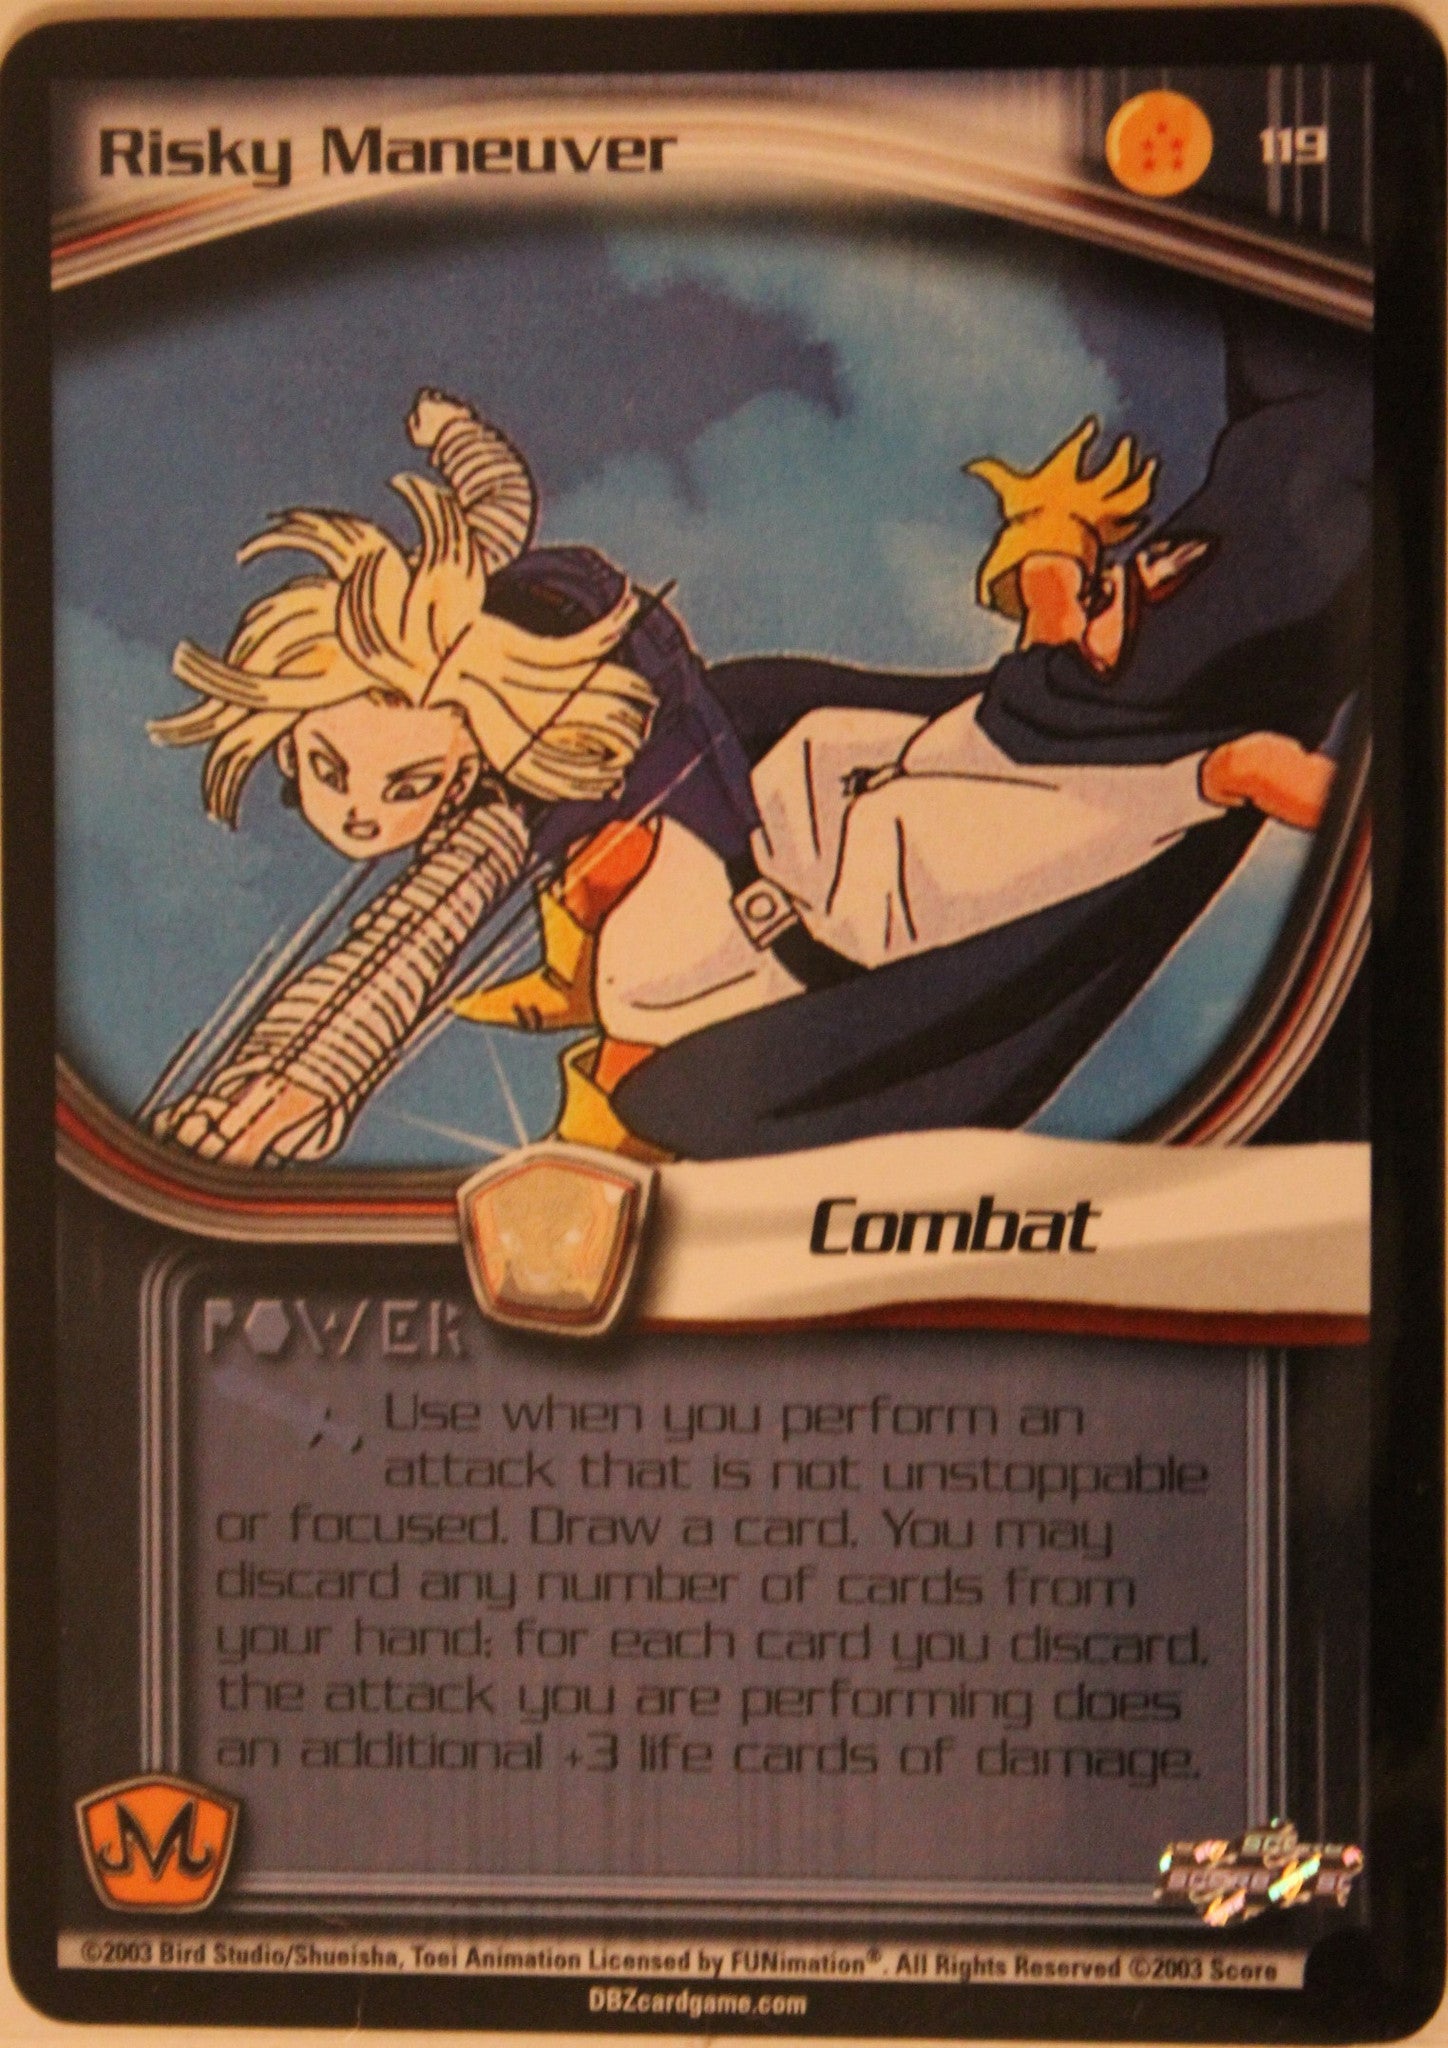 Risky Maneuver
119
Combat
POWER
Use when you perform an
attack that is not unstoppable
or focused. Draw a card. You may
discard any number of cards from
your hand; for each card you discard,
the attack you are performing does
an additional +3 life cards of damage.
M
SCORE
©2003 Bird Studio/Shueisha, Toei Animation Licensed by FUNimation®. All Rights Reserved ©2003 Score
DBZcardgame.com